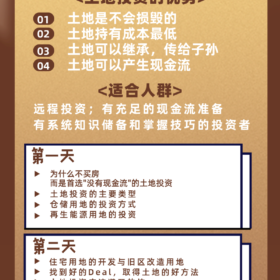 <土地投资的优势>
01 土地是不会损毁的
02 土地持有成本最低
03 土地可以继承，传给子孙
04 土地可以产生现金流
<适合人群>
远程投资；有充足的现金流准备
有系统知识储备和掌握技巧的投资者
第一天
为什么不买房
而是首选"没有现金流"的土地投资
土地投资的主要类型
仓储用地的投资方式
再生能源用地的投资
第二天
住宅用地的开发与旧区改造用地
找到好的Deal，取得土地的好方法